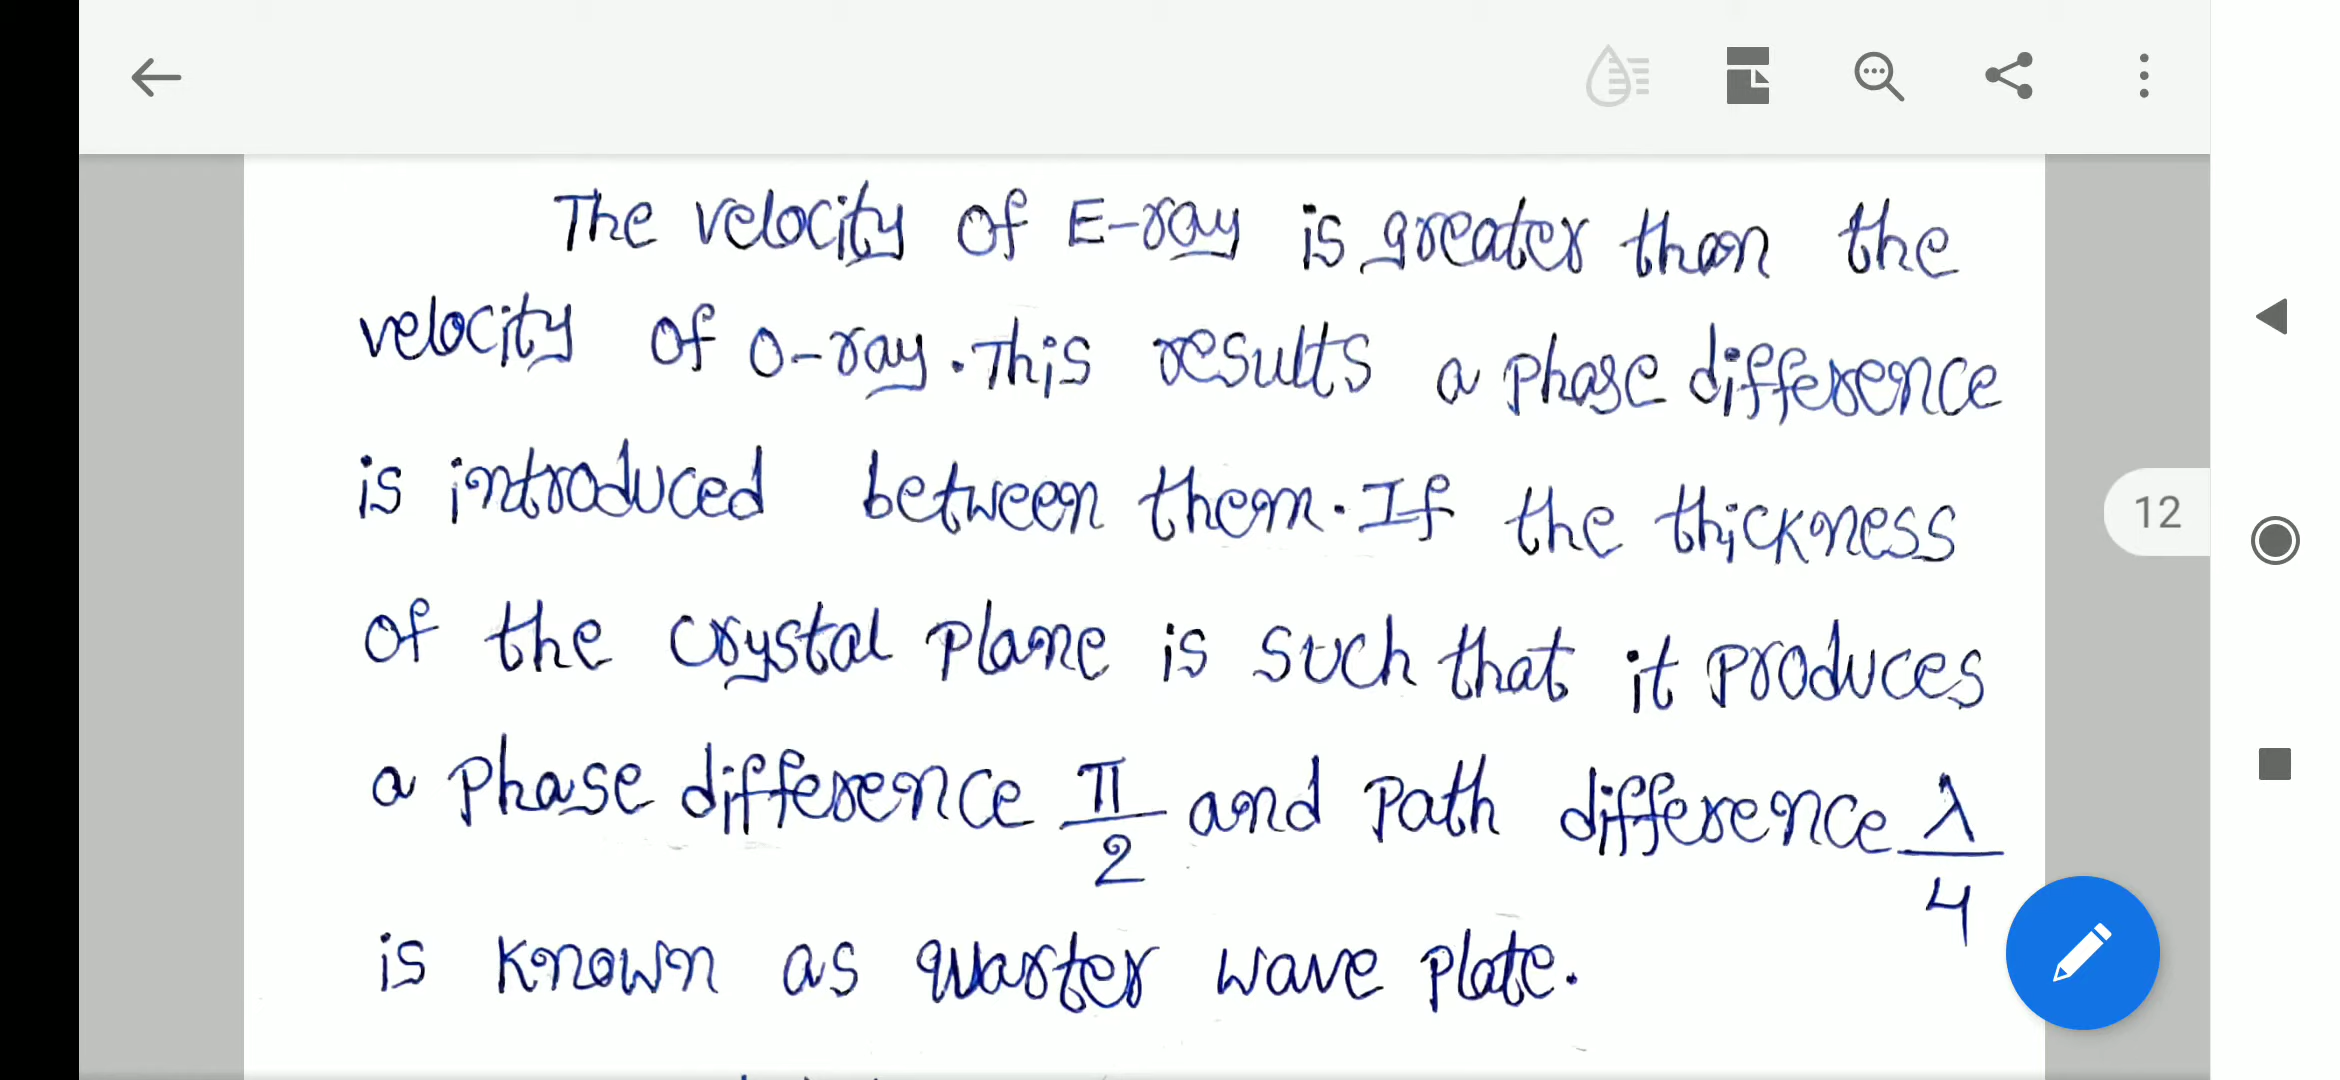 The velocity of E-ray is greater than the
velocity of O-ray. This results a phase difference
is introduced between them. If the thickness
of the crystal plane is such that it produces
a phase difference π/2 and path difference λ/4
is known as quarter wave plate.
12